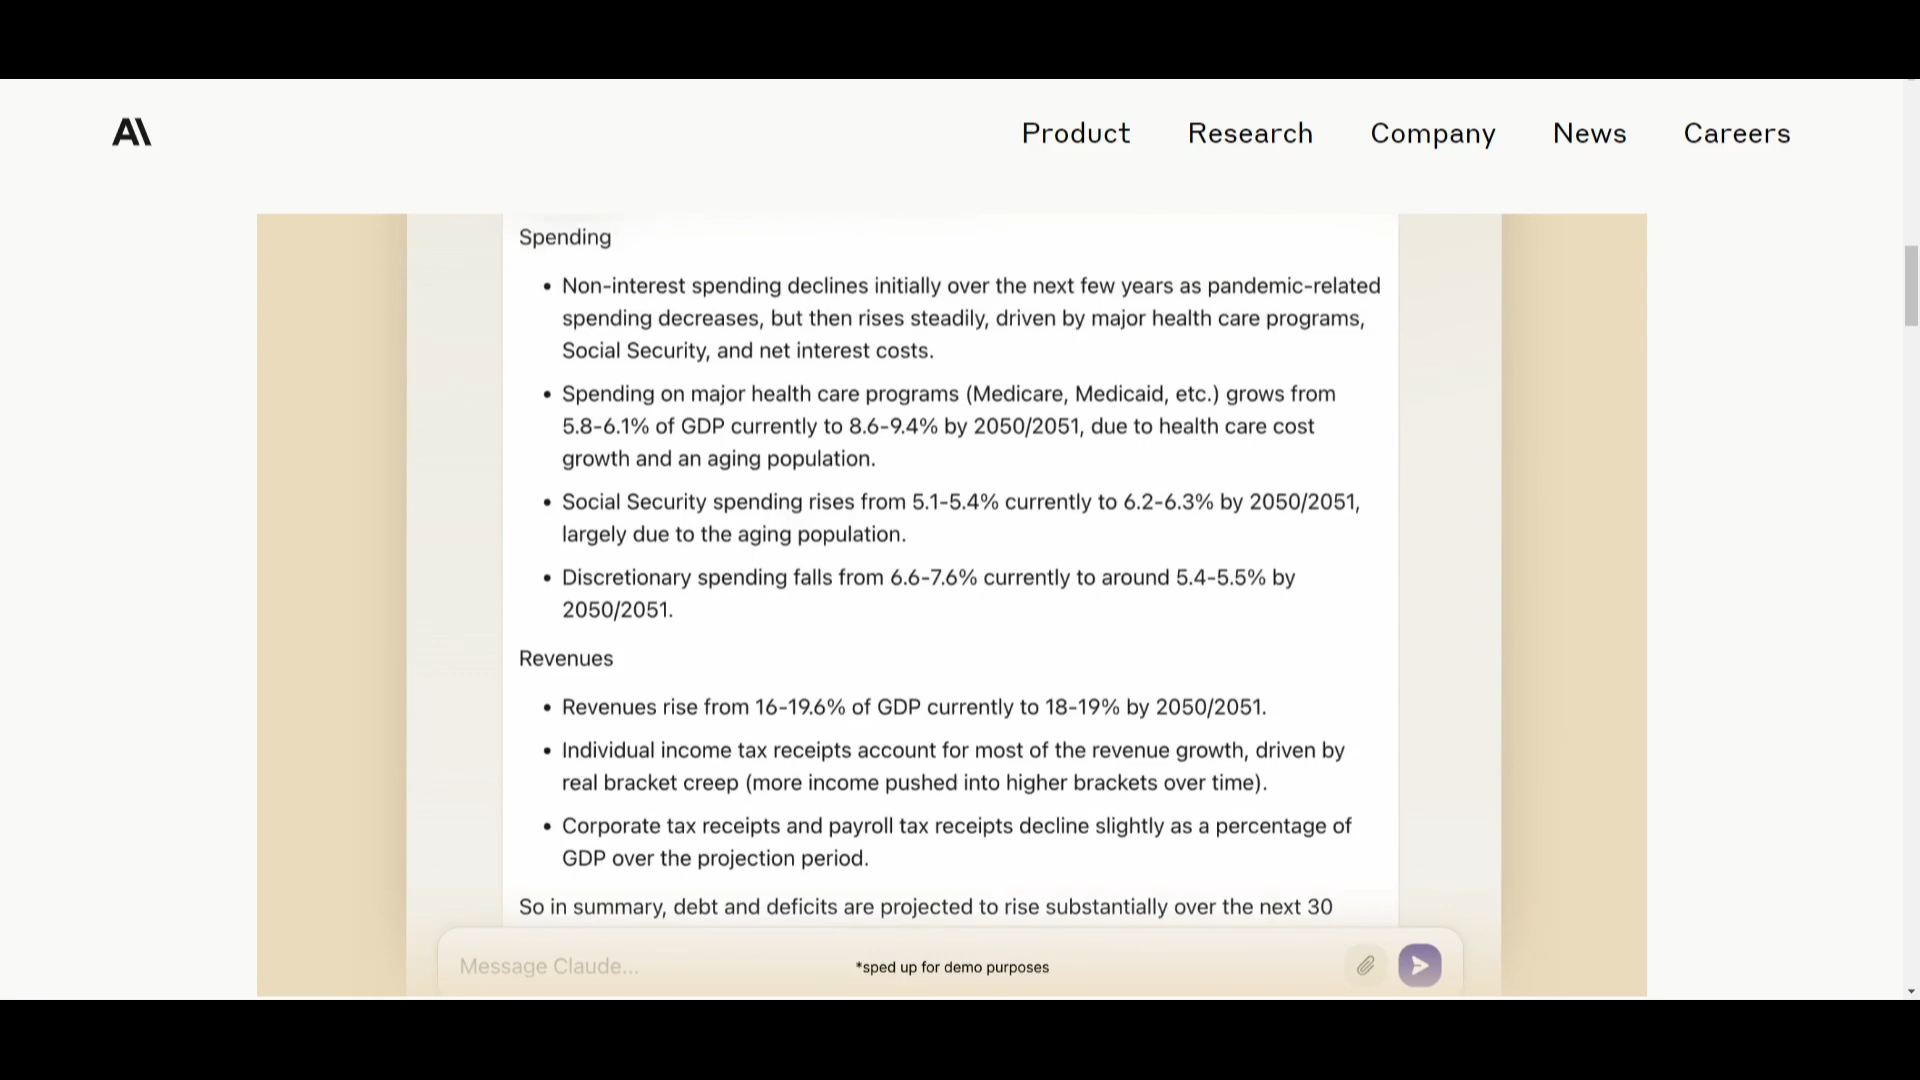 A\
Product Research Company News Careers
Spending
• Non-interest spending declines initially over the next few years as pandemic-related
spending decreases, but then rises steadily, driven by major health care programs,
Social Security, and net interest costs.
• Spending on major health care programs (Medicare, Medicaid, etc.) grows from
5.8-6.1% of GDP currently to 8.6-9.4% by 2050/2051, due to health care cost
growth and an aging population.
• Social Security spending rises from 5.1-5.4% currently to 6.2-6.3% by 2050/2051,
largely due to the aging population.
• Discretionary spending falls from 6.6-7.6% currently to around 5.4-5.5% by
2050/2051.
Revenues
• Revenues rise from 16-19.6% of GDP currently to 18-19% by 2050/2051.
• Individual income tax receipts account for most of the revenue growth, driven by
real bracket creep (more income pushed into higher brackets over time).
• Corporate tax receipts and payroll tax receipts decline slightly as a percentage of
GDP over the projection period.
So in summary, debt and deficits are projected to rise substantially over the next 30
Message Claude... *sped up for demo purposes